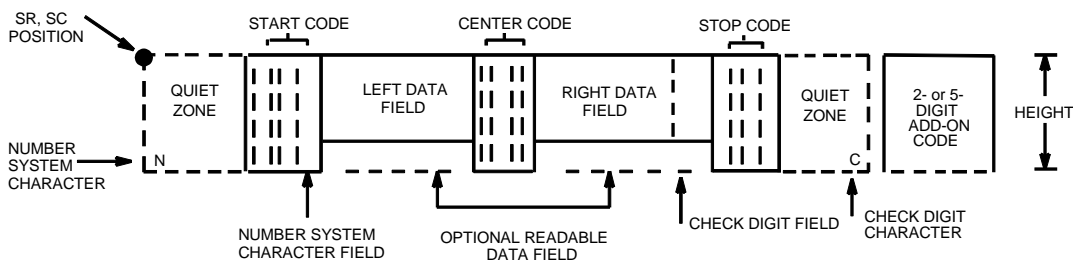 SR, SC
POSITION
START CODE
CENTER CODE
STOP CODE
QUIET
ZONE
LEFT DATA
FIELD
RIGHT DATA
FIELD
QUIET
ZONE
2- or 5-
DIGIT
ADD-ON
CODE
HEIGHT
NUMBER
SYSTEM
CHARACTER
N
C
NUMBER SYSTEM
CHARACTER FIELD
OPTIONAL READABLE
DATA FIELD
CHECK DIGIT FIELD
CHECK DIGIT
CHARACTER